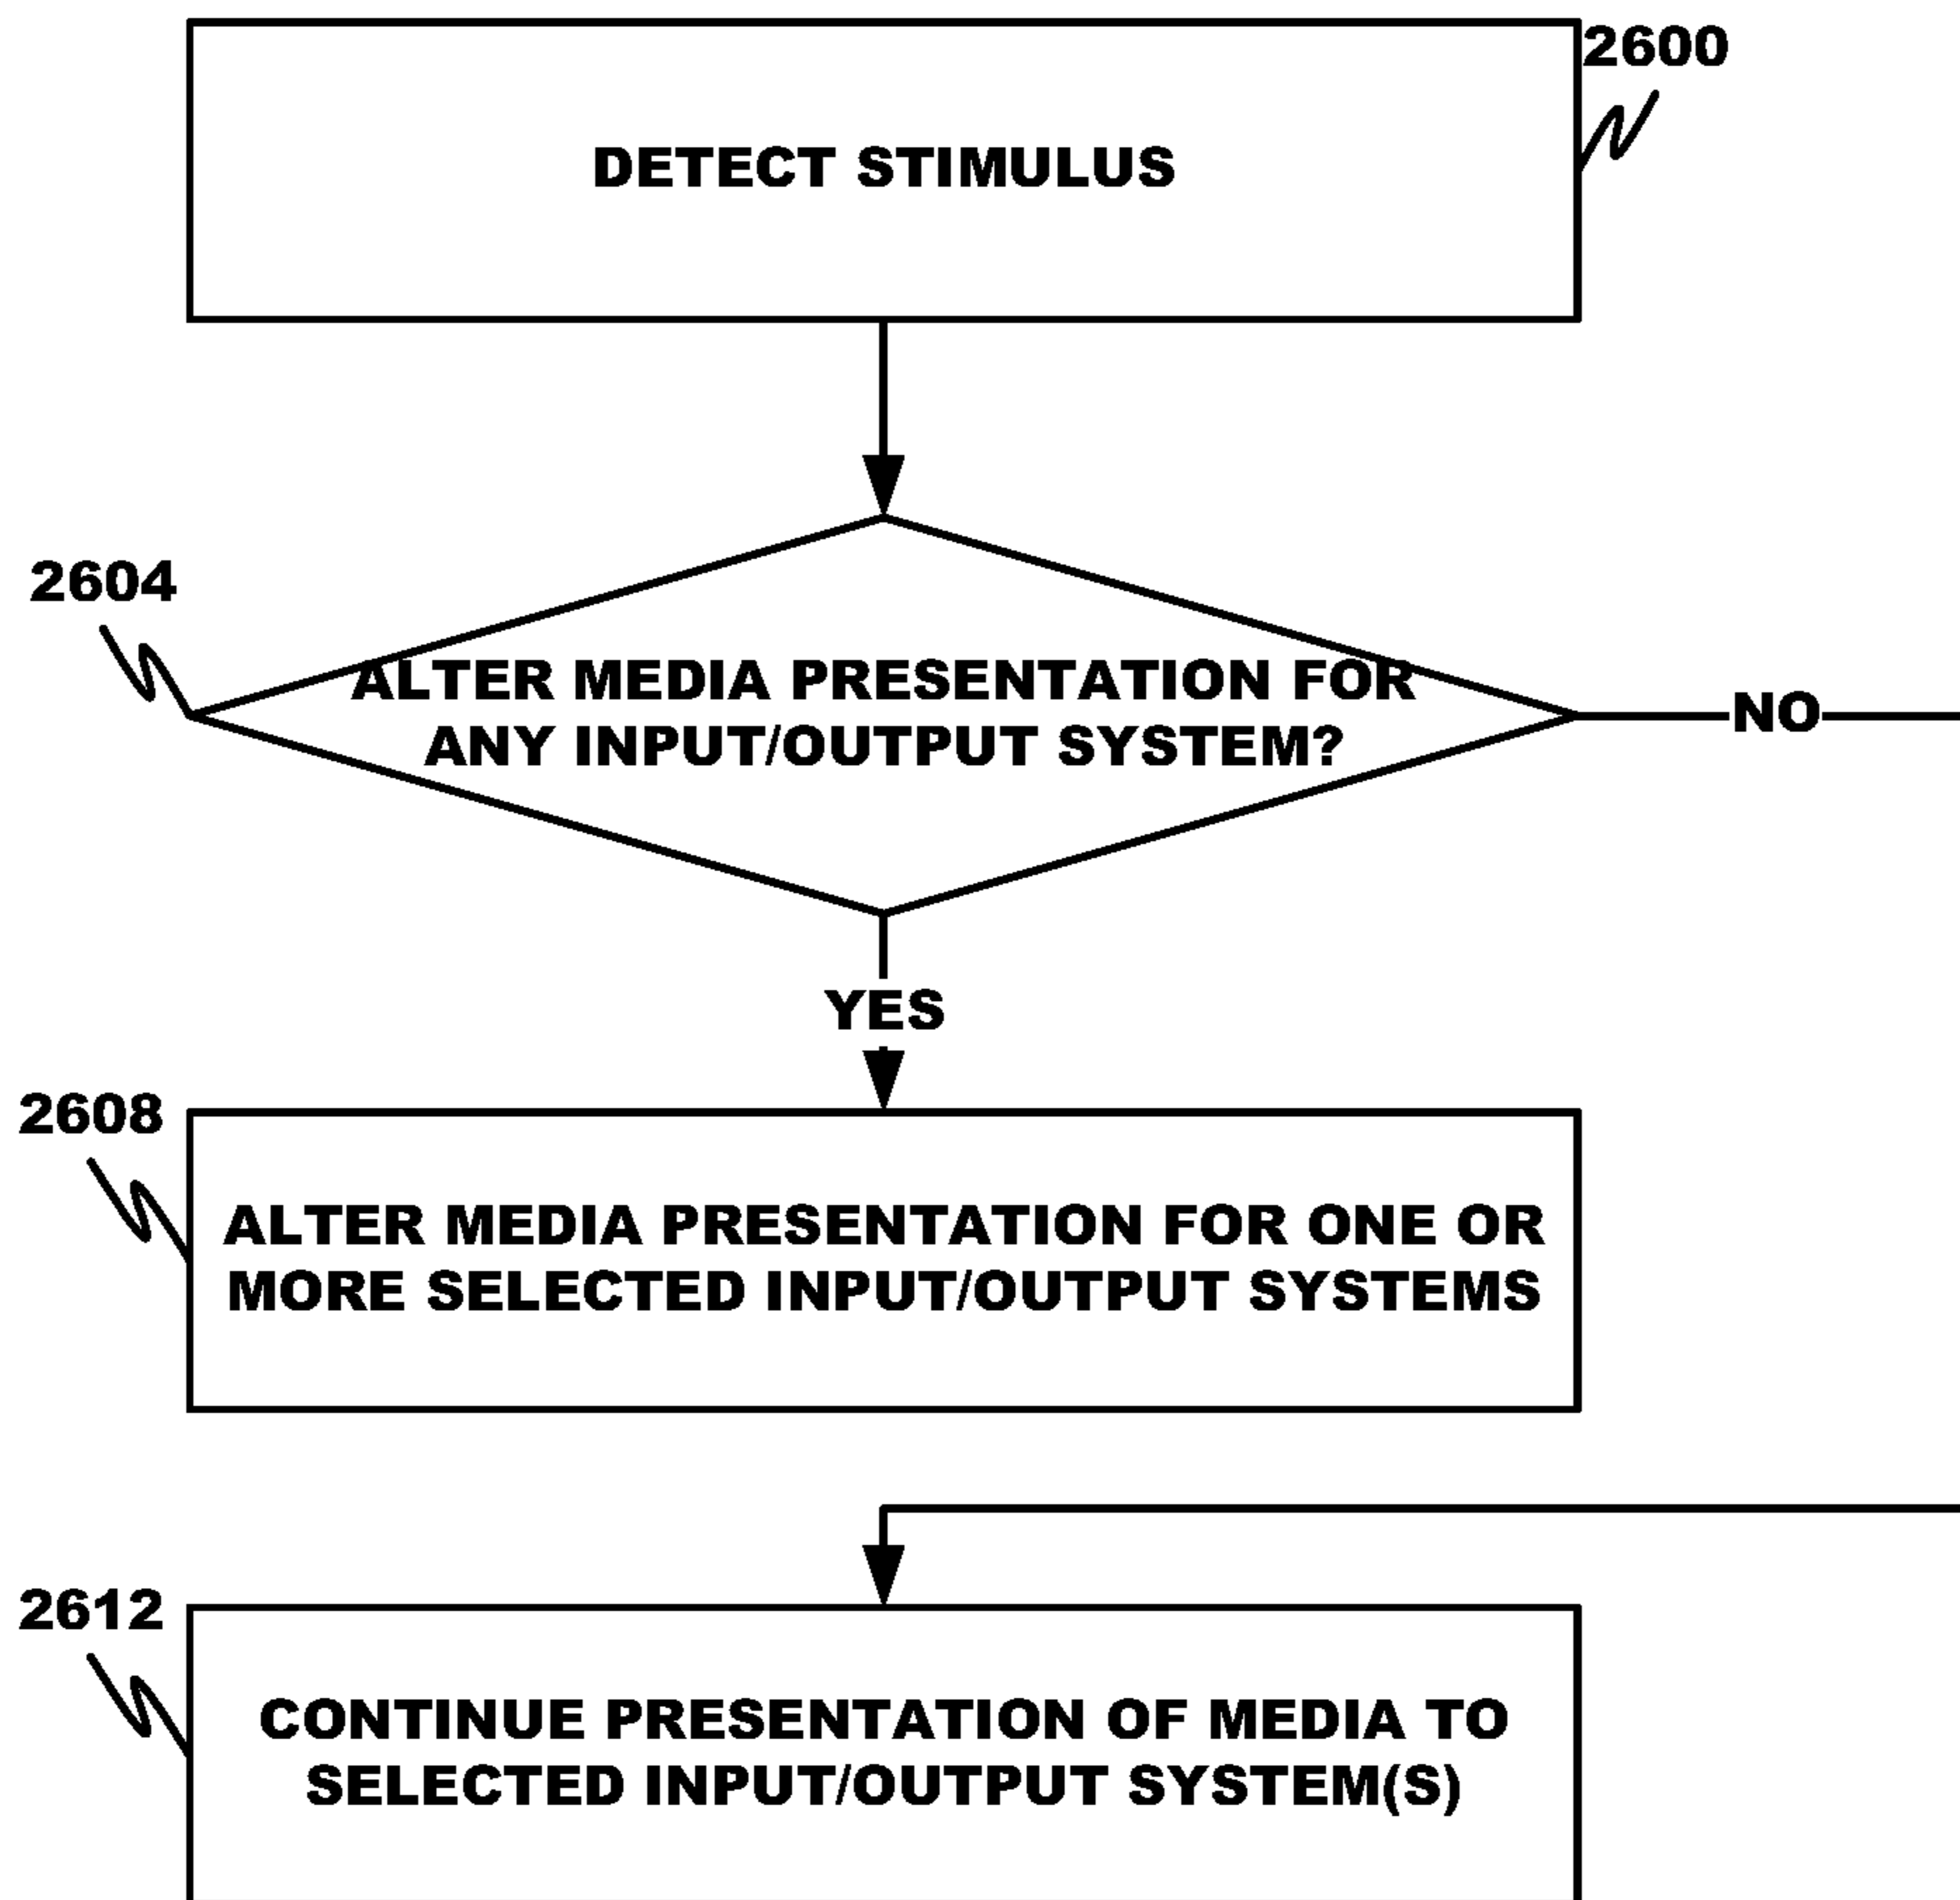 2600
DETECT STIMULUS
2604
ALTER MEDIA PRESENTATION FOR
ANY INPUT/OUTPUT SYSTEM?
NO
YES
2608
ALTER MEDIA PRESENTATION FOR ONE OR
MORE SELECTED INPUT/OUTPUT SYSTEMS
2612
CONTINUE PRESENTATION OF MEDIA TO
SELECTED INPUT/OUTPUT SYSTEM(S)